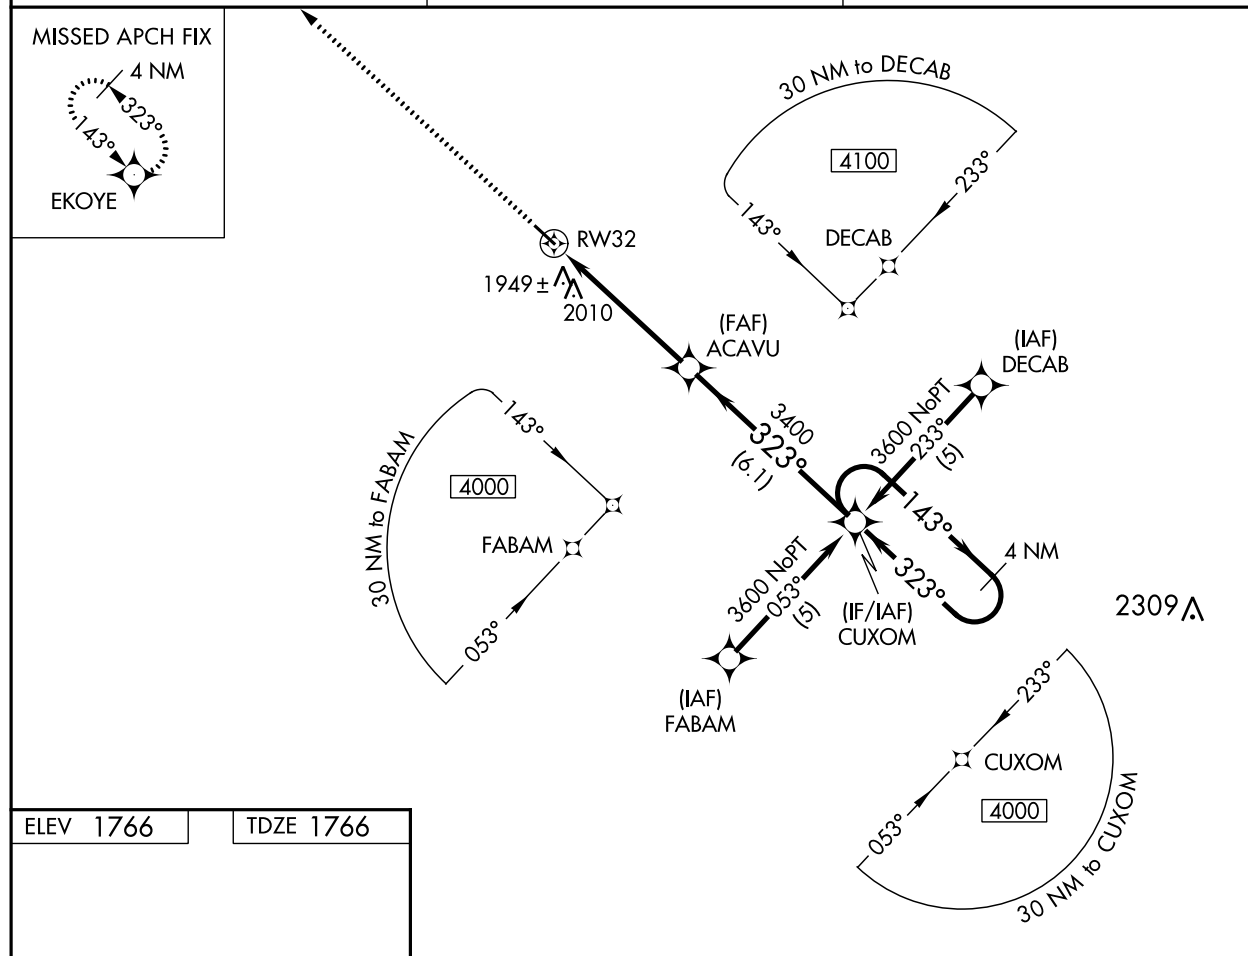 MISSED APCH FIX
4 NM
323°
143°
EKOYE
30 NM to DECAB
4100
233°
143°
DECAB
RW32
1949 ±
2010
(FAF)
ACAVU
(IAF)
DECAB
3400
323°
(6.1)
3600 NoPT
233°
(5)
143°
4 NM
323°
(IF/IAF)
CUXOM
3600 NoPT
053°
(5)
(IAF)
FABAM
2309
30 NM to FABAM
143°
4000
FABAM
053°
233°
CUXOM
4000
053°
30 NM to CUXOM
ELEV 1766
TDZE 1766